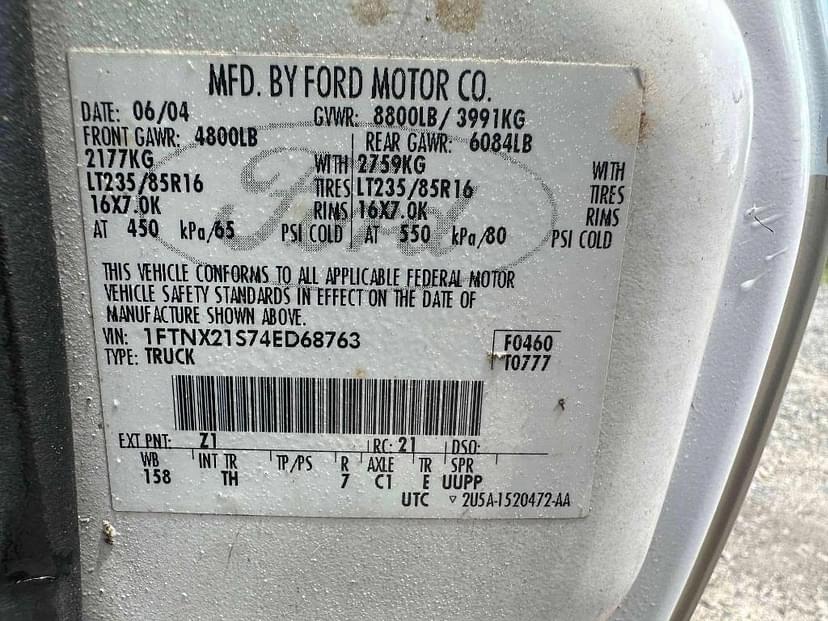 MFD. BY FORD MOTOR CO.
DATE: 06/04 GVWR: 8800LB/ 3991KG
FRONT GAWR: 4800LB REAR GAWR: 6084LB
2177KG WITH 2759KG WITH
LT235/85R16 TIRES LT235/85R16 TIRES
16X7.0K RIMS 16X7.0K RIMS
AT 450 kPa/65 PSI COLD AT 550 kPa/80 PSI COLD
Ford
THIS VEHICLE CONFORMS TO ALL APPLICABLE FEDERAL MOTOR
VEHICLE SAFETY STANDARDS IN EFFECT ON THE DATE OF
MANUFACTURE SHOWN ABOVE.
VIN: 1FTNX21S74ED68763 F0460
TYPE: TRUCK T0777
EXT PNT: Z1 RC: 21 DSO:
WB INT TR TP/PS R AXLE TR SPR
158 TH 7 C1 E UUPP
UTC ▽ 2U5A-1520472-AA